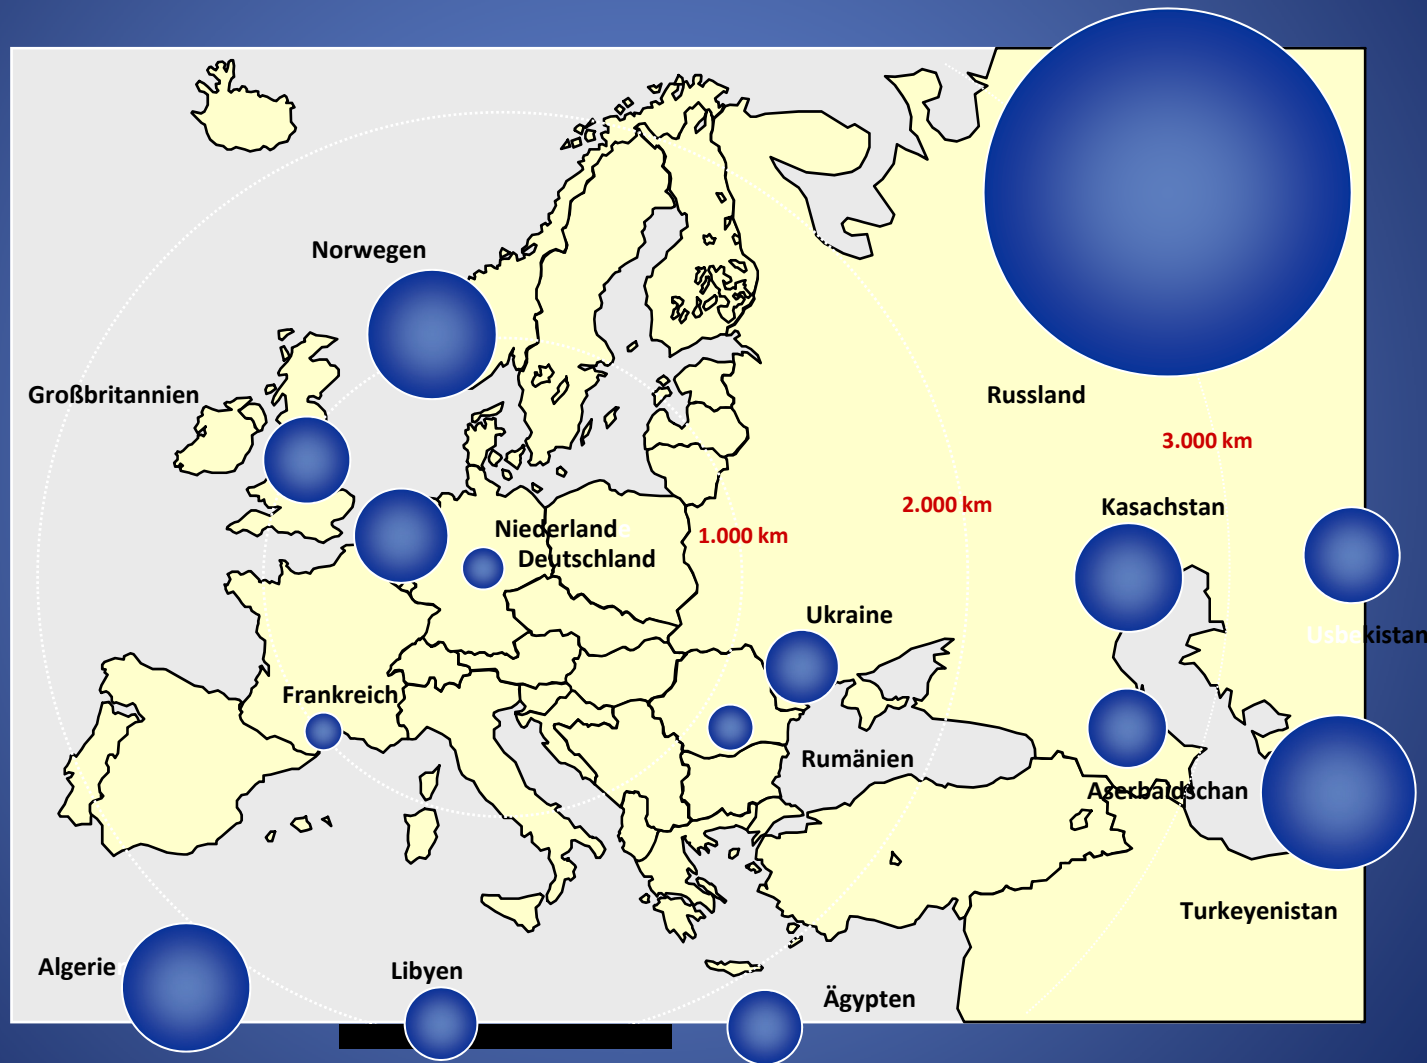 Norwegen
Großbritannien
Russland
3.000 km
2.000 km
Kasachstan
1.000 km
Niederland
Deutschland
Ukraine
Usbekistan
Frankreich
Rumänien
Aserbaidschan
Turkeyenistan
Algerie
Libyen
Ägypten